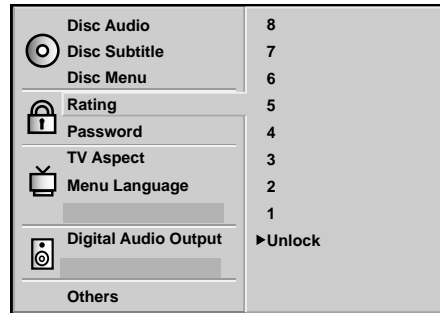 Disc Audio
Disc Subtitle
Disc Menu
Rating
Password
TV Aspect
Menu Language
Digital Audio Output
Others
8
7
6
5
4
3
2
1
▶Unlock